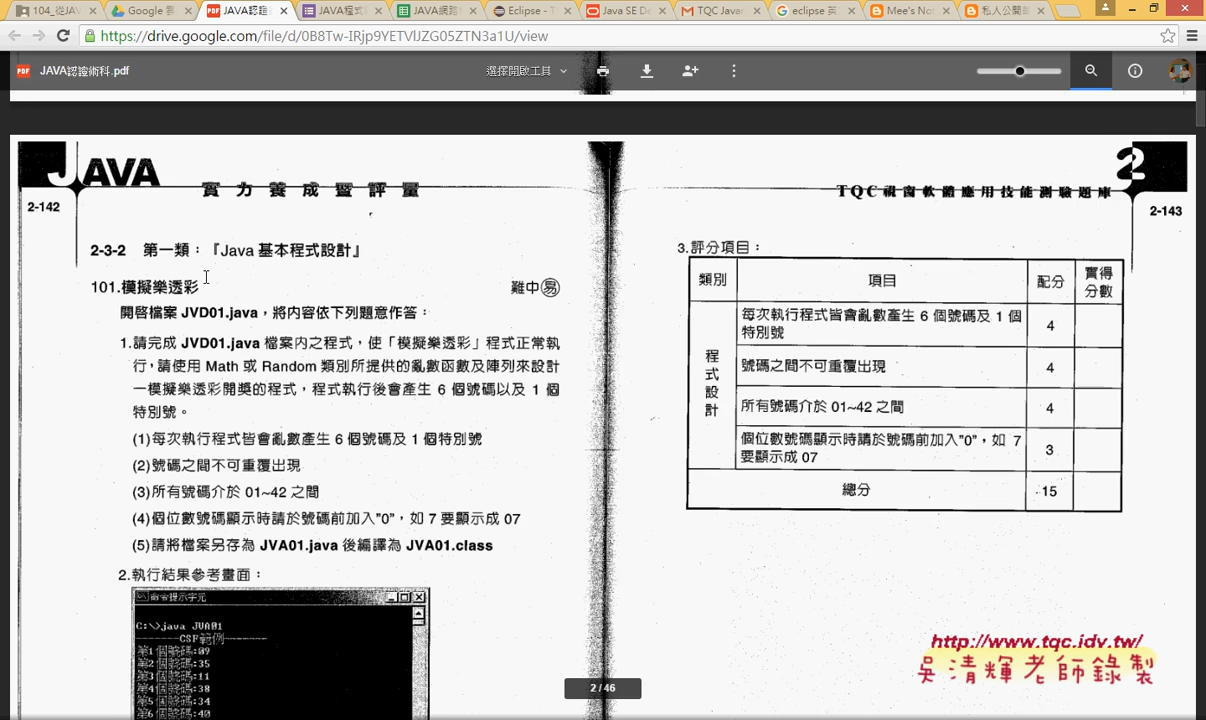 104_從JAV
Google 雲
JAVA認證
JAVA程式
JAVA網路
Eclipse - T
Java SE De
TQC Javar
eclipse 英
Mee's Not
私人公開
https://drive.google.com/file/d/0B8Tw-IRjp9YETVlJZG05ZTN3a1U/view
JAVA認證術科.pdf
選擇開啟工具
JAVA
實力養成暨評量
2-142
2-3-2 第一類：『Java 基本程式設計』
101.模擬樂透彩 難中易
開啓檔案 JVD01.java，將內容依下列題意作答：
1.請完成 JVD01.java 檔案內之程式，使「模擬樂透彩」程式正常執
行，請使用 Math 或 Random 類別所提供的亂數函數及陣列來設計
一模擬樂透彩開獎的程式，程式執行後會產生 6 個號碼以及 1 個
特別號。
(1)每次執行程式皆會亂數產生 6 個號碼及 1 個特別號
(2)號碼之間不可重覆出現
(3)所有號碼介於 01~42 之間
(4)個位數號碼顯示時請於號碼前加入"0"，如 7 要顯示成 07
(5)請將檔案另存為 JVA01.java 後編譯為 JVA01.class
2.執行結果參考畫面：
命令提示字元
C:\>java JVA01
-------CSF範例-------
第1個號碼:09
第2個號碼:35
第3個號碼:11
第4個號碼:38
第5個號碼:34
第6個號碼:40
2
TQC視窗軟體應用技能測驗題庫
2-143
3.評分項目：
類別 項目 配分 實得分數
程式設計
每次執行程式皆會亂數產生 6 個號碼及 1 個
特別號 4
號碼之間不可重覆出現 4
所有號碼介於 01~42 之間 4
個位數號碼顯示時請於號碼前加入"0"，如 7
要顯示成 07 3
總分 15
2 / 46
http://www.tqc.idv.tw/
吳清輝老師錄製